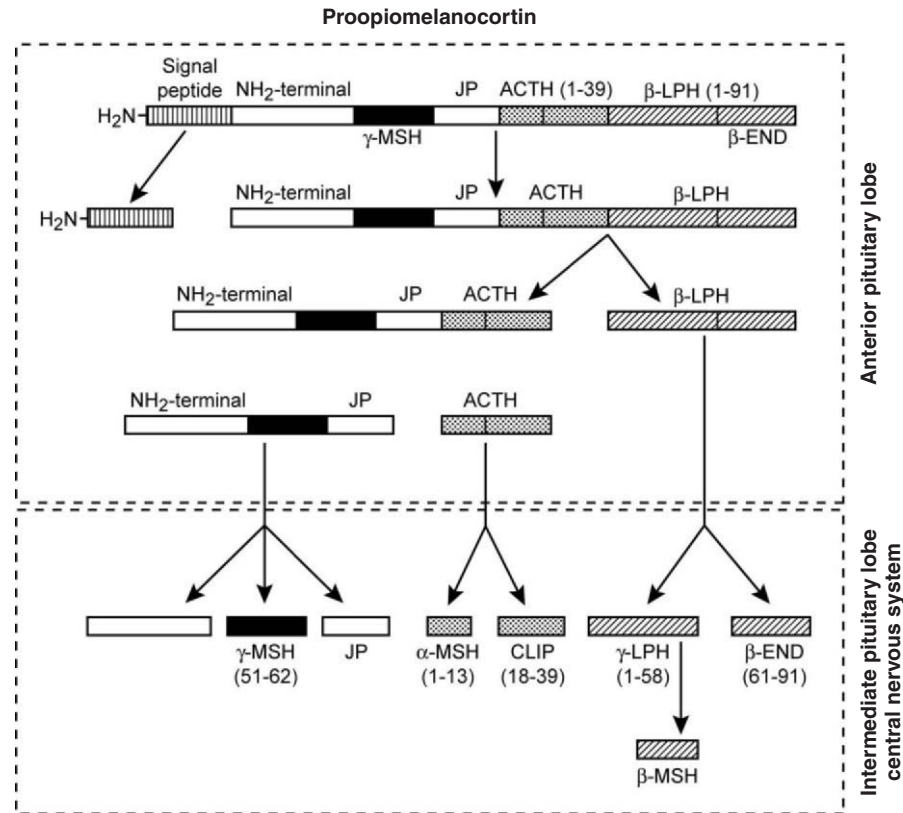 Proopiomelanocortin
Signal
peptide
NH2-terminal
JP
ACTH (1-39)
β-LPH (1-91)
H2N-
γ-MSH
β-END
NH2-terminal
JP
ACTH
β-LPH
H2N-
NH2-terminal
JP
ACTH
β-LPH
NH2-terminal
JP
ACTH
Anterior pituitary lobe
γ-MSH
(51-62)
JP
α-MSH
(1-13)
CLIP
(18-39)
γ-LPH
(1-58)
β-END
(61-91)
β-MSH
Intermediate pituitary lobe
central nervous system